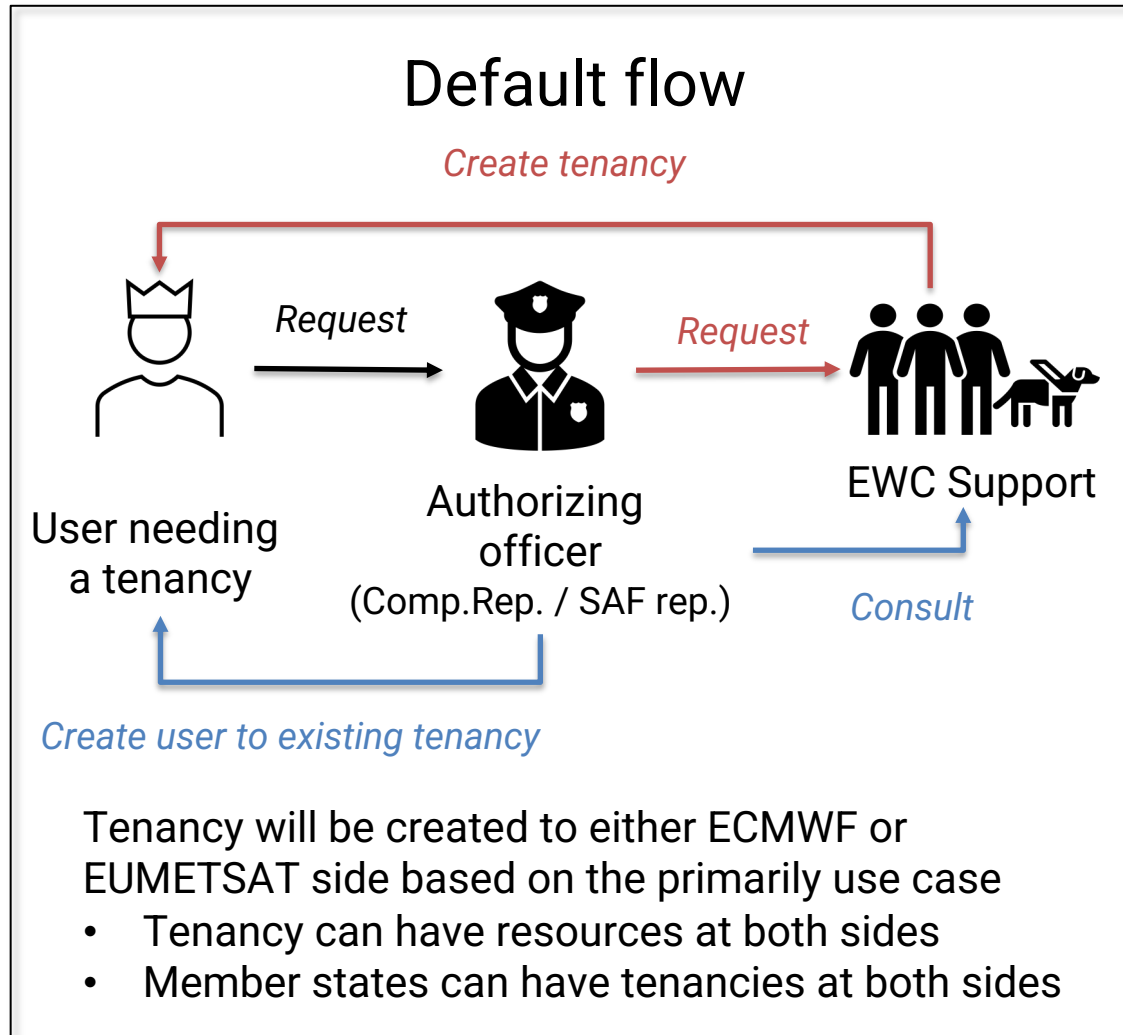 Default flow
Create tenancy
Request
Request
User needing
a tenancy
Authorizing
officer
(Comp.Rep. / SAF rep.)
EWC Support
Consult
Create user to existing tenancy
Tenancy will be created to either ECMWF or
EUMETSAT side based on the primarily use case
• Tenancy can have resources at both sides
• Member states can have tenancies at both sides